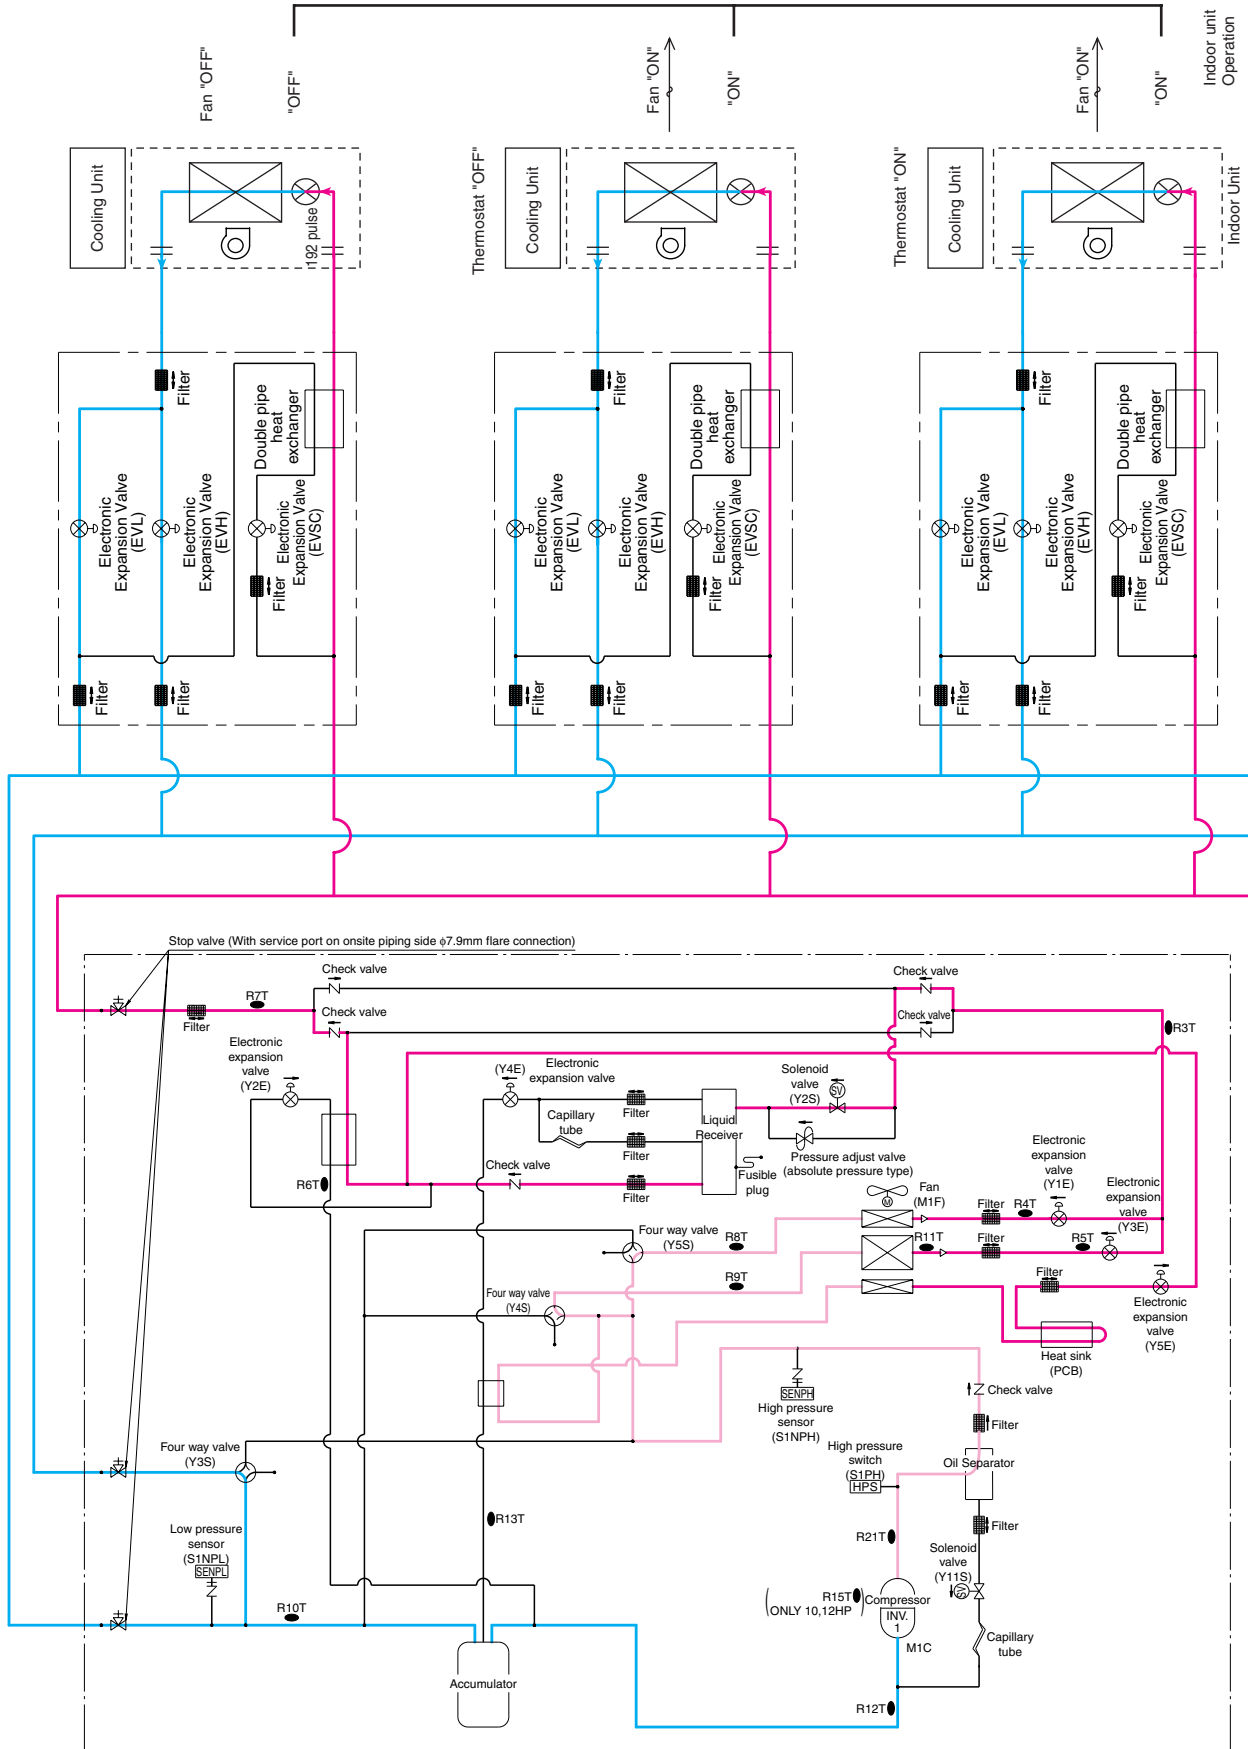 Fan "OFF"
"OFF"
Fan "ON"
"ON"
Fan "ON"
"ON"
Indoor unit
Operation
Cooling Unit
192 pulse
Thermostat "OFF"
Cooling Unit
Thermostat "ON"
Cooling Unit
Indoor Unit
Filter
Double pipe
heat
exchanger
Electronic
Expansion Valve
(EVL)
Electronic
Expansion Valve
(EVH)
Electronic
Expansion Valve
(EVSC)
Filter
Filter
Filter
Filter
Double pipe
heat
exchanger
Electronic
Expansion Valve
(EVL)
Electronic
Expansion Valve
(EVH)
Electronic
Expansion Valve
(EVSC)
Filter
Filter
Filter
Filter
Double pipe
heat
exchanger
Electronic
Expansion Valve
(EVL)
Electronic
Expansion Valve
(EVH)
Electronic
Expansion Valve
(EVSC)
Filter
Filter
Filter
Stop valve (With service port on onsite piping side φ7.9mm flare connection)
Check valve
Check valve
R7T
Filter
Check valve
Check valve
R3T
Electronic
expansion
valve
(Y2E)
(Y4E)
Electronic
expansion valve
Solenoid
valve
(Y2S)
SV
Filter
Capillary
tube
Liquid
Receiver
Filter
Pressure adjust valve
(absolute pressure type)
Check valve
Fusible
plug
Filter
R6T
Electronic
expansion
valve
(Y1E)
Electronic
expansion
valve
(Y3E)
Fan
(M1F)
M
Filter
R4T
Four way valve
(Y5S)
R8T
R11T
Filter
R5T
R9T
Filter
Four way valve
(Y4S)
Electronic
expansion
valve
(Y5E)
Heat sink
(PCB)
SENPH
High pressure
sensor
(S1NPH)
Check valve
Filter
Four way valve
(Y3S)
High pressure
switch
(S1PH)
HPS
Oil Separator
R13T
R21T
Filter
Low pressure
sensor
(S1NPL)
SENPL
Solenoid
valve
(Y11S)
SV
R10T
R15T
(ONLY 10,12HP)
Compressor
INV.
1
M1C
Capillary
tube
Accumulator
R12T